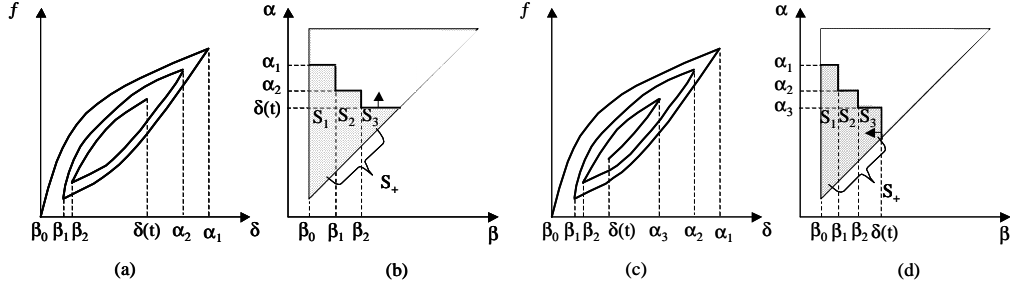 f
β₀ β₁ β₂ δ(t) α₂ α₁ δ
(a)
α
α₁
α₂
δ(t)
S₁ S₂ S₃
S₊
β₀ β₁ β₂ β
(b)
f
β₀ β₁ β₂ δ(t) α₃ α₂ α₁ δ
(c)
α
α₁
α₂
α₃
S₁ S₂ S₃
S₊
β₀ β₁ β₂ δ(t) β
(d)